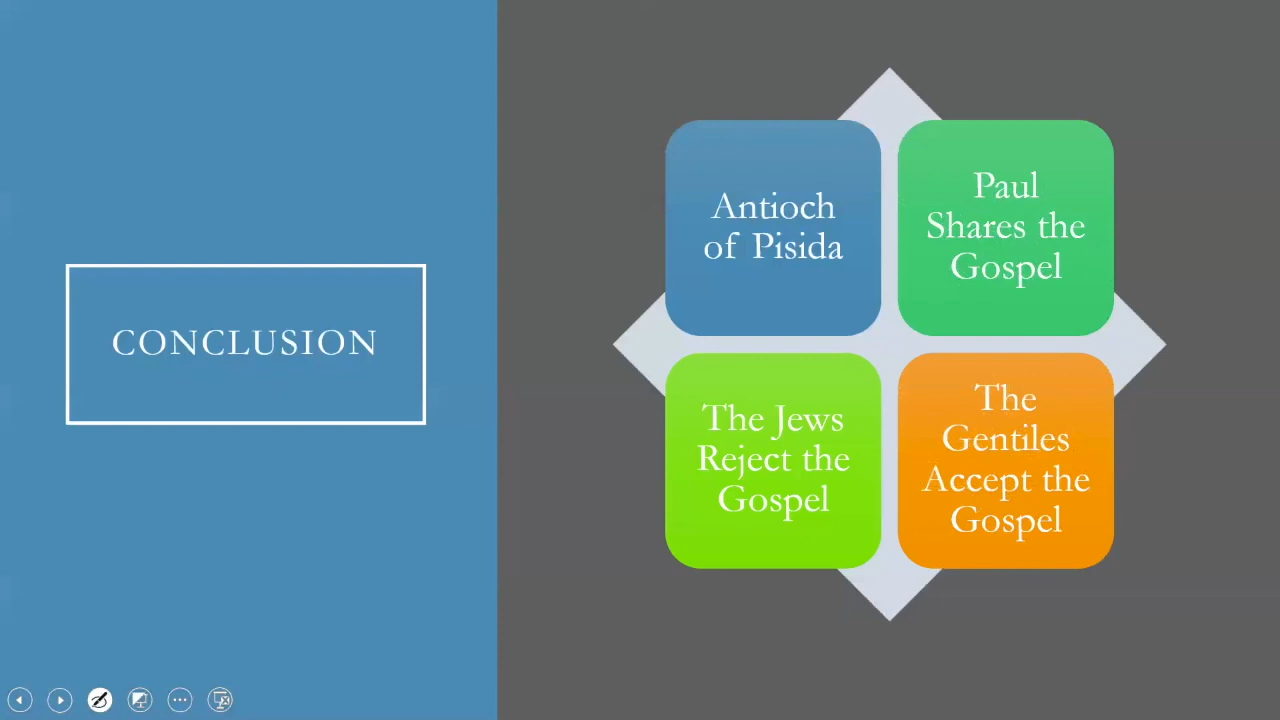 CONCLUSION
Antioch
of Pisida
Paul
Shares the
Gospel
The Jews
Reject the
Gospel
The
Gentiles
Accept the
Gospel